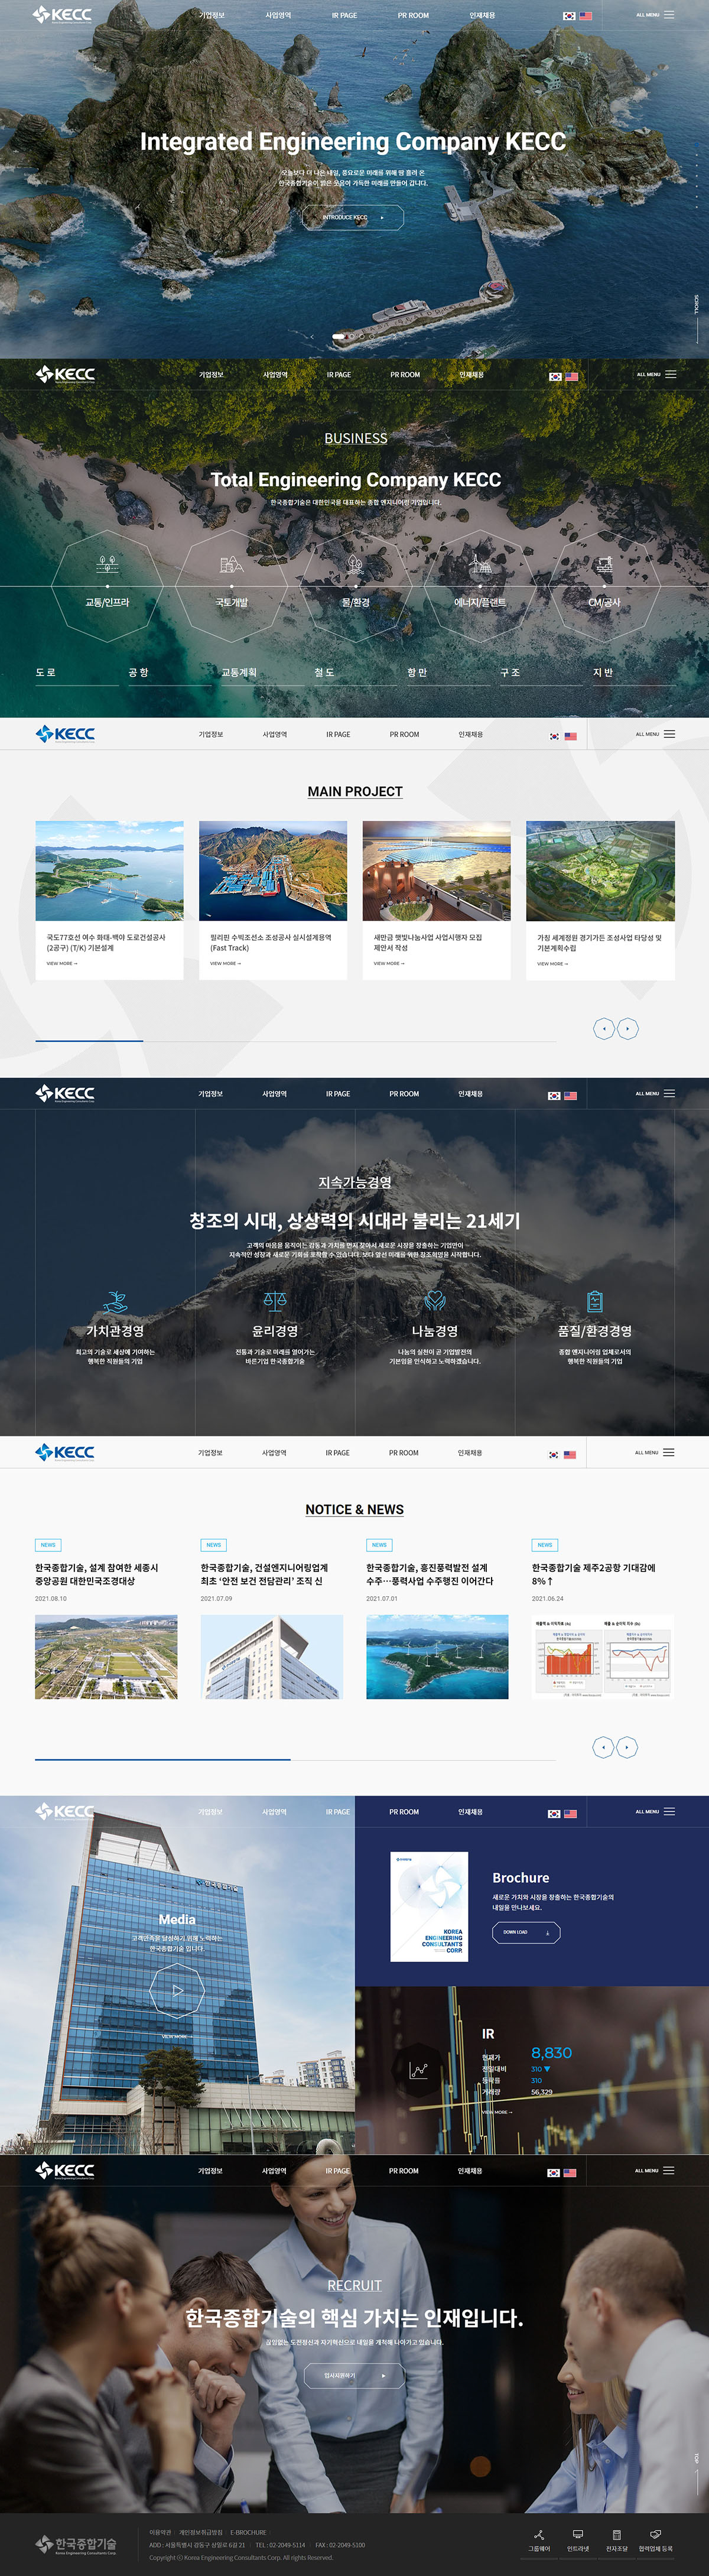 KECC
기업정보
사업영역
IR PAGE
PR ROOM
인재채용
ALL MENU
Integrated Engineering Company KECC
오늘보다 더 나은 내일, 풍요로운 미래를 위해 땀 흘려 온
한국종합기술이 밝은 웃음이 가득한 미래를 만들어 갑니다.
INTRODUCE KECC
SCROLL
KECC
기업정보
사업영역
IR PAGE
PR ROOM
인재채용
ALL MENU
BUSINESS
Total Engineering Company KECC
한국종합기술은 대한민국을 대표하는 종합 엔지니어링 기업입니다.
교통/인프라
국토개발
물/환경
에너지/플랜트
CM/공사
도로
공항
교통계획
철도
항만
구조
지반
KECC
기업정보
사업영역
IR PAGE
PR ROOM
인재채용
ALL MENU
MAIN PROJECT
국도77호선 여수 화태-백야 도로건설공사
(2공구) (T/K) 기본설계
VIEW MORE →
필리핀 수빅조선소 조성공사 실시설계용역
(Fast Track)
VIEW MORE →
새만금 햇빛나눔사업 사업시행자 모집
제안서 작성
VIEW MORE →
가칭 세계정원 경기가든 조성사업 타당성 및
기본계획수립
VIEW MORE →
KECC
기업정보
사업영역
IR PAGE
PR ROOM
인재채용
ALL MENU
지속가능경영
창조의 시대, 상상력의 시대라 불리는 21세기
고객의 마음을 움직이는 감동과 가치를 먼저 찾아서 새로운 시장을 창출하는 기업만이
지속적인 성장과 새로운 기회를 포착할 수 있습니다. 보다 앞선 미래를 위한 창조혁명을 시작합니다.
가치관경영
최고의 기술로 세상에 기여하는
행복한 직원들의 기업
윤리경영
전통과 기술로 미래를 열어가는
바른기업 한국종합기술
나눔경영
나눔의 실천이 곧 기업발전의
기본임을 인식하고 노력하겠습니다.
품질/환경경영
종합 엔지니어링 업체로서의
행복한 직원들의 기업
KECC
기업정보
사업영역
IR PAGE
PR ROOM
인재채용
ALL MENU
NOTICE & NEWS
NEWS
한국종합기술, 설계 참여한 세종시
중앙공원 대한민국조경대상
2021.08.10
NEWS
한국종합기술, 건설엔지니어링업계
최초 ‘안전 보건 전담관리’ 조직 신
2021.07.09
NEWS
한국종합기술, 홍진풍력발전 설계
수주…풍력사업 수주행진 이어간다
2021.07.01
NEWS
한국종합기술 제주2공항 기대감에
8%↑
2021.06.24
KECC
기업정보
사업영역
IR PAGE
PR ROOM
인재채용
ALL MENU
한국종합기술
Media
고객만족을 달성하기 위해 노력하는
한국종합기술 입니다.
VIEW MORE
KOREA
ENGINEERING
CONSULTANTS
CORP.
Brochure
새로운 가치와 시장을 창출하는 한국종합기술의
내일을 만나보세요.
DOWN LOAD
IR
현재가 8,830
전일대비 310 ▼
등락률 310
거래량 56,329
VIEW MORE →
KECC
기업정보
사업영역
IR PAGE
PR ROOM
인재채용
ALL MENU
RECRUIT
한국종합기술의 핵심 가치는 인재입니다.
끊임없는 도전정신과 자기혁신으로 내일을 개척해 나아가고 있습니다.
입사지원하기
TOP
한국종합기술
Korea Engineering Consultants Corp.
이용약관 개인정보취급방침 E-BROCHURE
ADD : 서울특별시 강동구 상일로 6길 21 TEL : 02-2049-5114 FAX : 02-2049-5100
Copyright ⓒ Korea Engineering Consultants Corp. All rights Reserved.
그룹웨어
인트라넷
전자조달
협력업체 등록